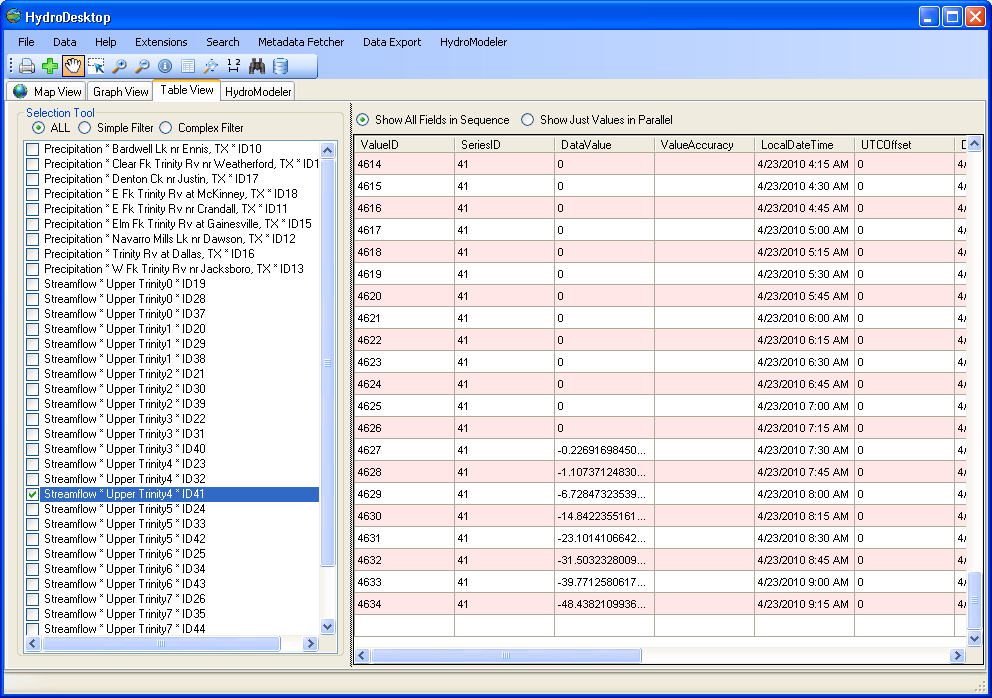 HydroDesktop
File Data Help Extensions Search Metadata Fetcher Data Export HydroModeler
1 2
Map View Graph View Table View HydroModeler
Selection Tool
ALL Simple Filter Complex Filter
Precipitation * Bardwell Lk nr Ennis, TX * ID10
Precipitation * Clear Fk Trinity Rv nr Weatherford, TX * ID1
Precipitation * Denton Ck nr Justin, TX * ID17
Precipitation * E Fk Trinity Rv at McKinney, TX * ID18
Precipitation * E Fk Trinity Rv nr Crandall, TX * ID11
Precipitation * Elm Fk Trinity Rv at Gainesville, TX * ID15
Precipitation * Navarro Mills Lk nr Dawson, TX * ID12
Precipitation * Trinity Rv at Dallas, TX * ID16
Precipitation * W Fk Trinity Rv nr Jacksboro, TX * ID13
Streamflow * Upper Trinity0 * ID19
Streamflow * Upper Trinity0 * ID28
Streamflow * Upper Trinity0 * ID37
Streamflow * Upper Trinity1 * ID20
Streamflow * Upper Trinity1 * ID29
Streamflow * Upper Trinity1 * ID38
Streamflow * Upper Trinity2 * ID21
Streamflow * Upper Trinity2 * ID30
Streamflow * Upper Trinity2 * ID39
Streamflow * Upper Trinity3 * ID22
Streamflow * Upper Trinity3 * ID31
Streamflow * Upper Trinity3 * ID40
Streamflow * Upper Trinity4 * ID23
Streamflow * Upper Trinity4 * ID32
Streamflow * Upper Trinity4 * ID41
Streamflow * Upper Trinity5 * ID24
Streamflow * Upper Trinity5 * ID33
Streamflow * Upper Trinity5 * ID42
Streamflow * Upper Trinity6 * ID25
Streamflow * Upper Trinity6 * ID34
Streamflow * Upper Trinity6 * ID43
Streamflow * Upper Trinity7 * ID26
Streamflow * Upper Trinity7 * ID35
Streamflow * Upper Trinity7 * ID44
Show All Fields in Sequence Show Just Values in Parallel
ValueID SeriesID DataValue ValueAccuracy LocalDateTime UTCOffset D
4614 41 0 4/23/2010 4:15 AM 0 4/
4615 41 0 4/23/2010 4:30 AM 0 4/
4616 41 0 4/23/2010 4:45 AM 0 4/
4617 41 0 4/23/2010 5:00 AM 0 4/
4618 41 0 4/23/2010 5:15 AM 0 4/
4619 41 0 4/23/2010 5:30 AM 0 4/
4620 41 0 4/23/2010 5:45 AM 0 4/
4621 41 0 4/23/2010 6:00 AM 0 4/
4622 41 0 4/23/2010 6:15 AM 0 4/
4623 41 0 4/23/2010 6:30 AM 0 4/
4624 41 0 4/23/2010 6:45 AM 0 4/
4625 41 0 4/23/2010 7:00 AM 0 4/
4626 41 0 4/23/2010 7:15 AM 0 4/
4627 41 -0.22691698450... 4/23/2010 7:30 AM 0 4/
4628 41 -1.10737124830... 4/23/2010 7:45 AM 0 4/
4629 41 -6.72847323539... 4/23/2010 8:00 AM 0 4/
4630 41 -14.8422355161... 4/23/2010 8:15 AM 0 4/
4631 41 -23.1014106642... 4/23/2010 8:30 AM 0 4/
4632 41 -31.5032328009... 4/23/2010 8:45 AM 0 4/
4633 41 -39.7712580617... 4/23/2010 9:00 AM 0 4/
4634 41 -48.4382109936... 4/23/2010 9:15 AM 0 4/